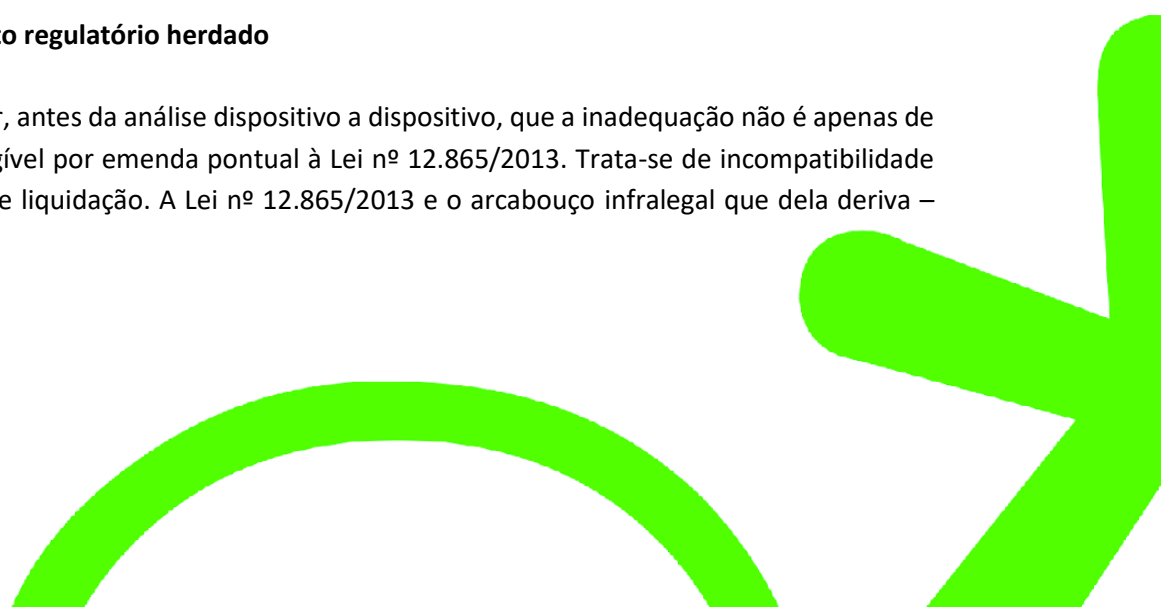 to regulatório herdado
r, antes da análise dispositivo a dispositivo, que a inadequação não é apenas de
gível por emenda pontual à Lei nº 12.865/2013. Trata-se de incompatibilidade
e liquidação. A Lei nº 12.865/2013 e o arcabouço infralegal que dela deriva –